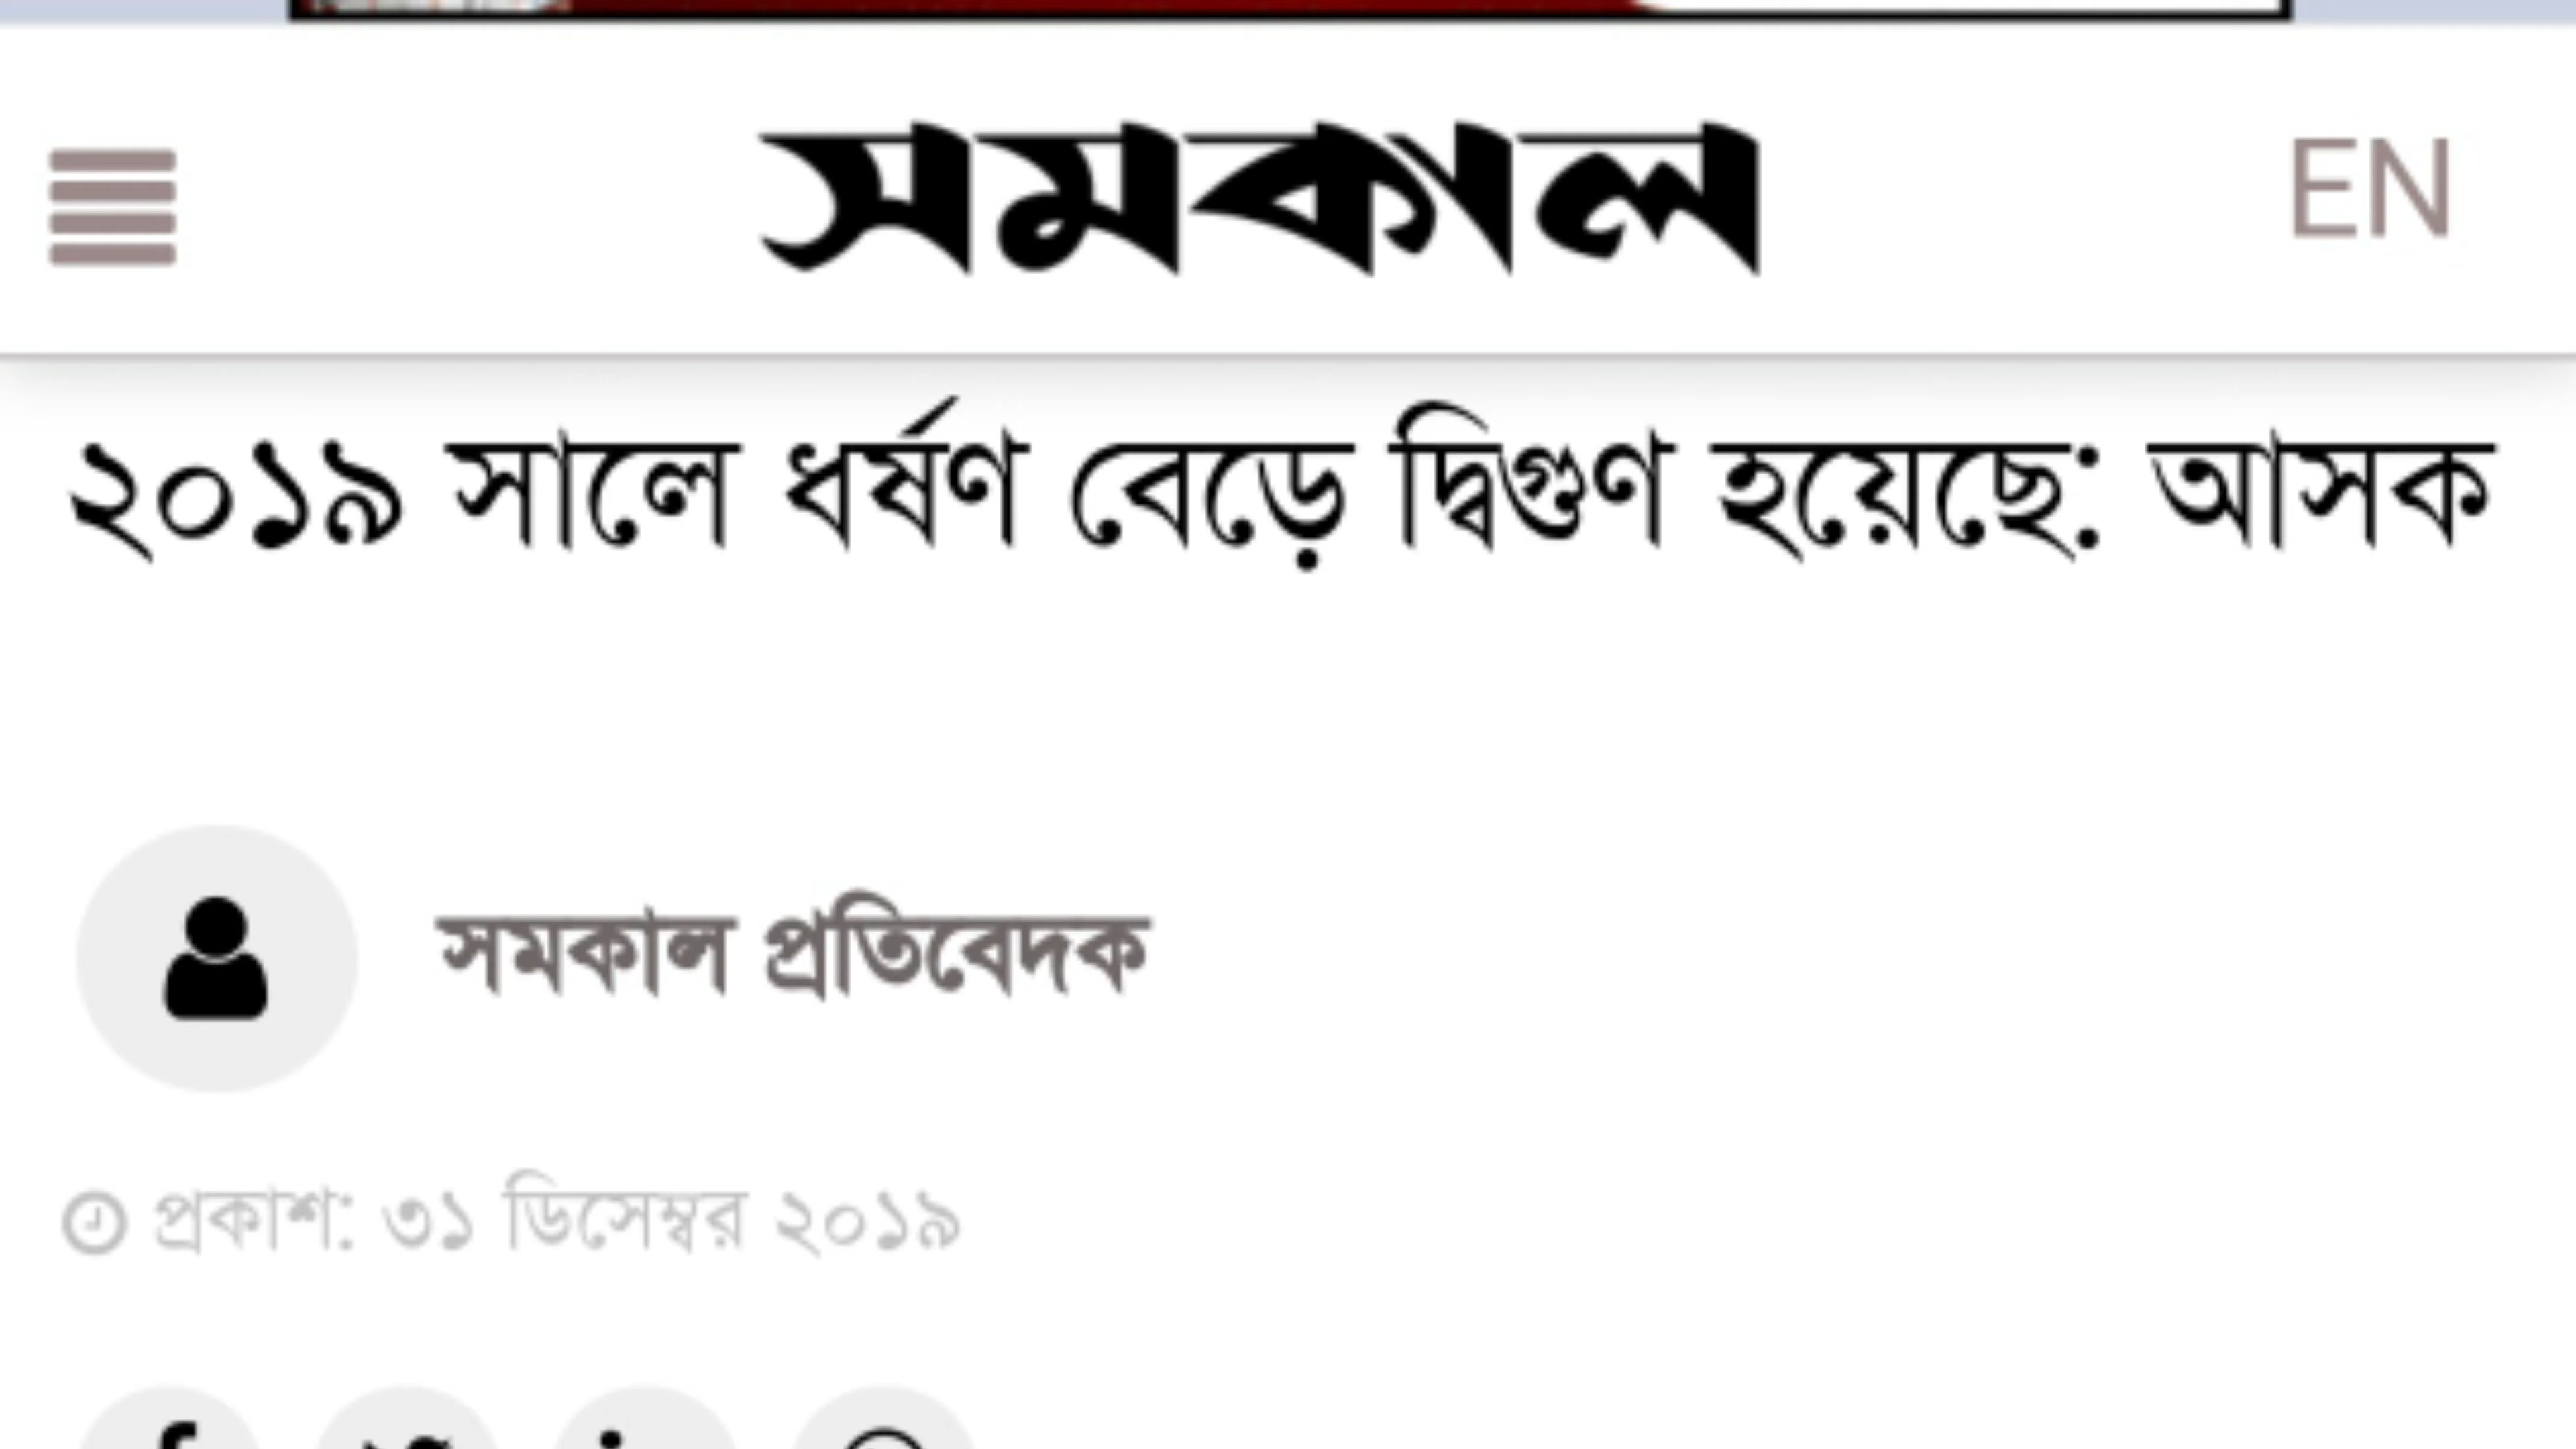 সমকাল
EN
২০১৯ সালে ধর্ষণ বেড়ে দ্বিগুণ হয়েছে: আসক
সমকাল প্রতিবেদক
প্রকাশ: ৩১ ডিসেম্বর ২০১৯